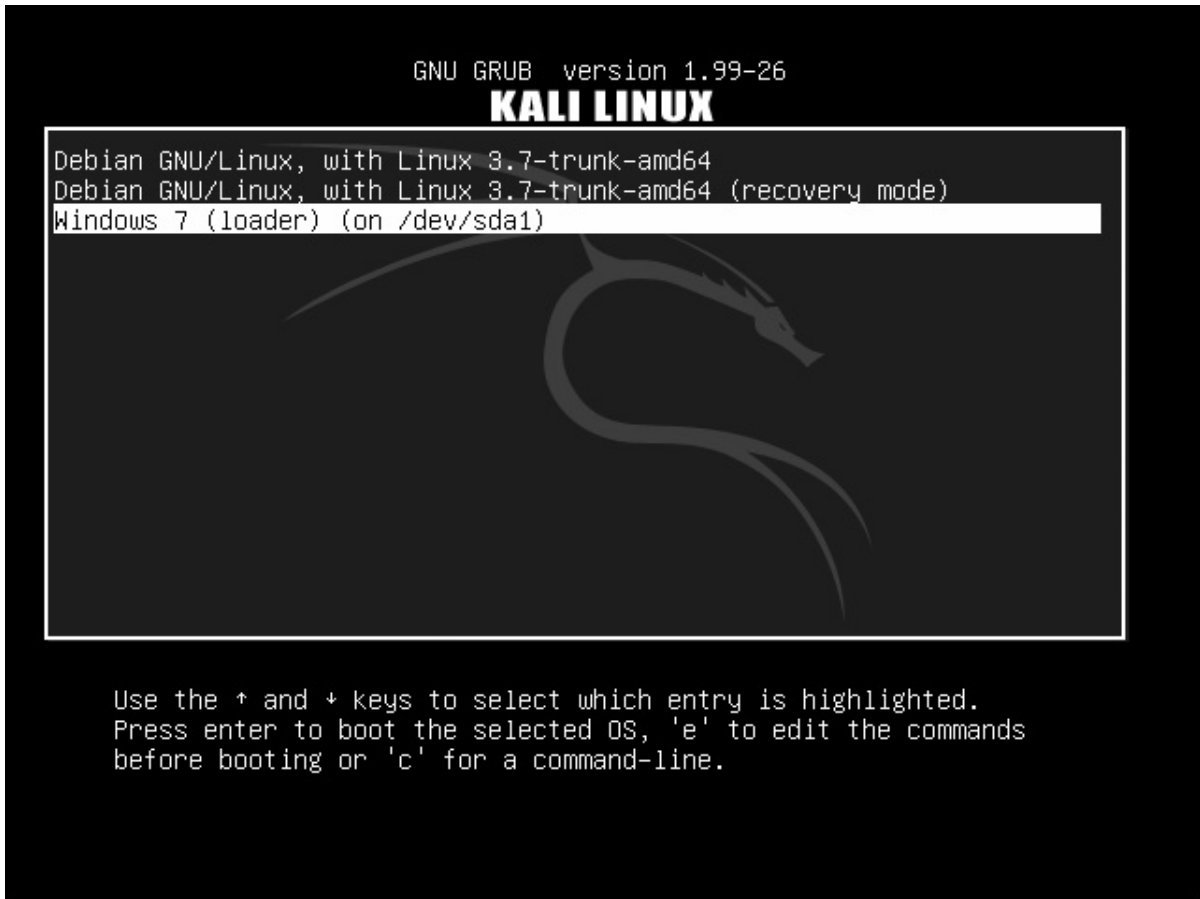 GNU GRUB  version 1.99-26
KALI LINUX
Debian GNU/Linux, with Linux 3.7-trunk-amd64
Debian GNU/Linux, with Linux 3.7-trunk-amd64 (recovery mode)
Windows 7 (loader) (on /dev/sda1)
Use the ↑ and ↓ keys to select which entry is highlighted.
Press enter to boot the selected OS, 'e' to edit the commands
before booting or 'c' for a command-line.